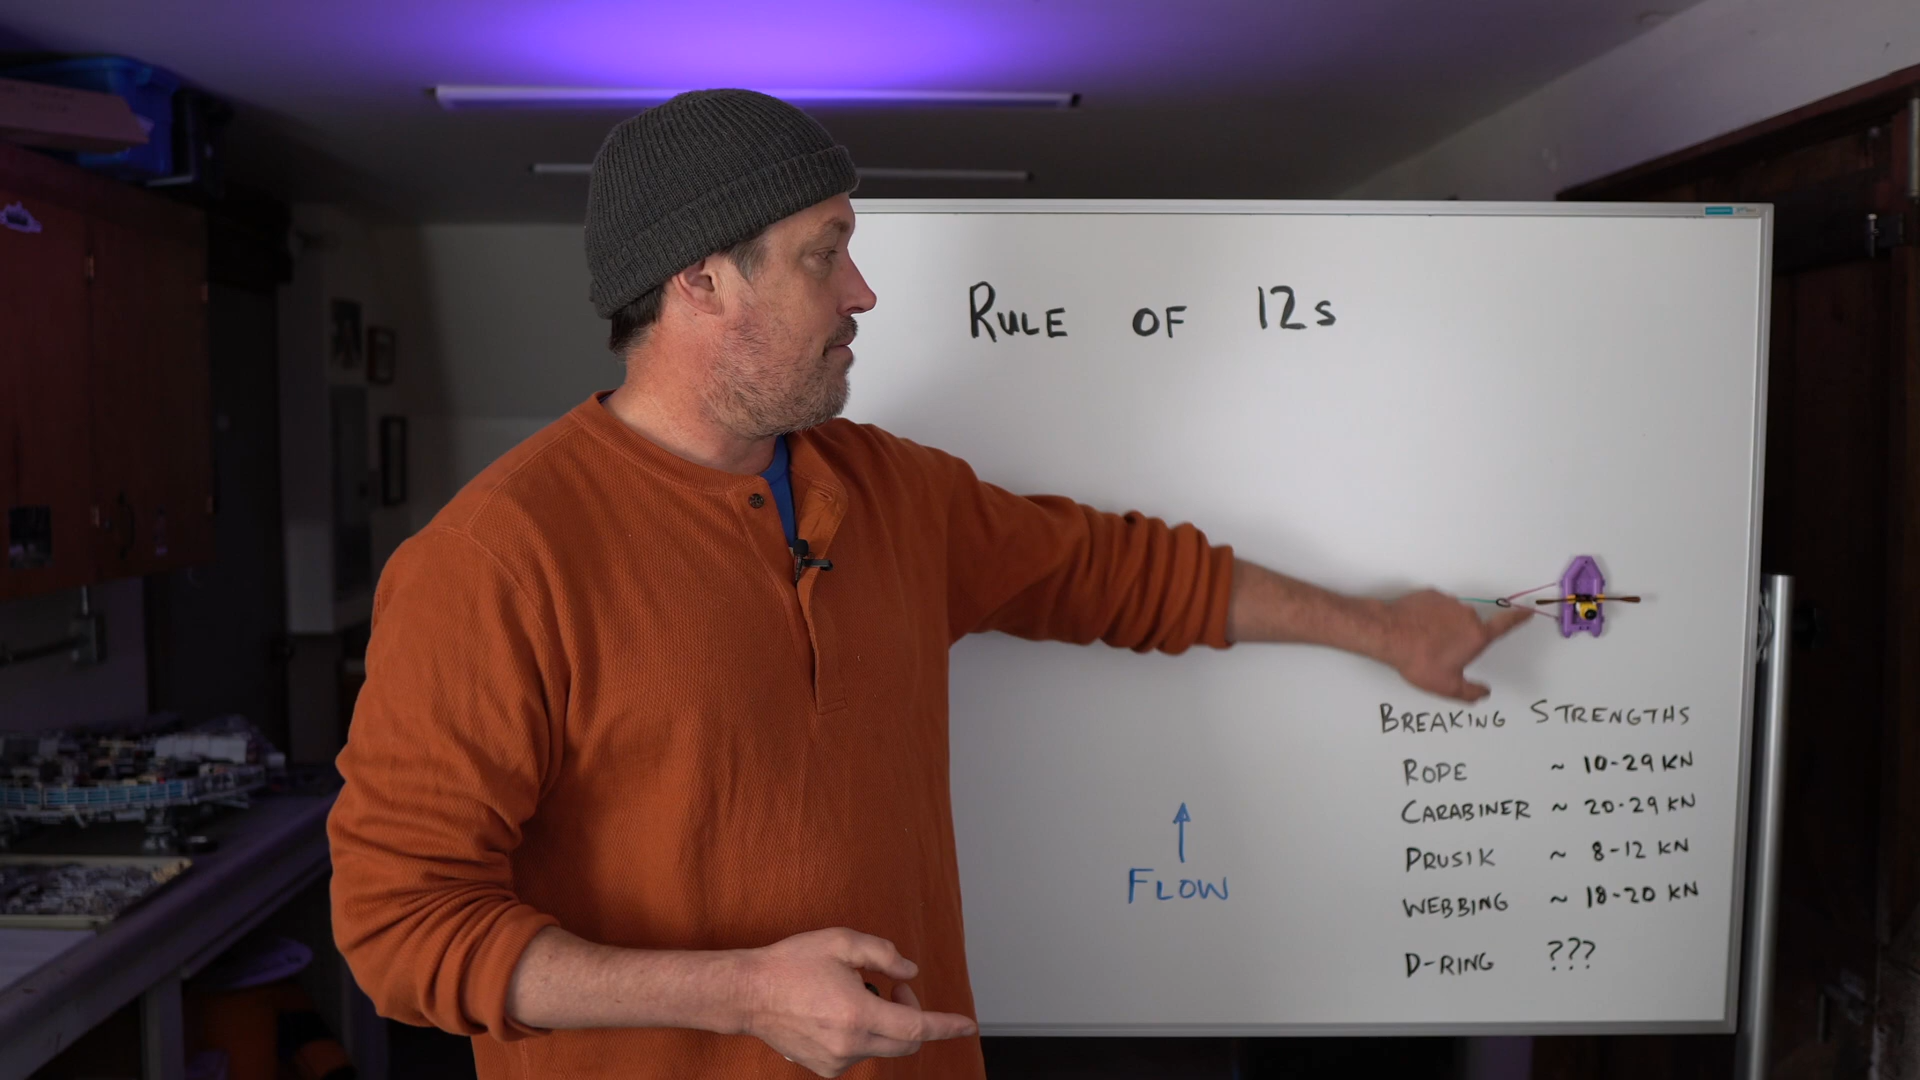 RULE OF 12s
BREAKING STRENGTHS
ROPE ~ 10-29 KN
CARABINER ~ 20-29 KN
PRUSIK ~ 8-12 KN
WEBBING ~ 18-20 KN
D-RING ???
FLOW